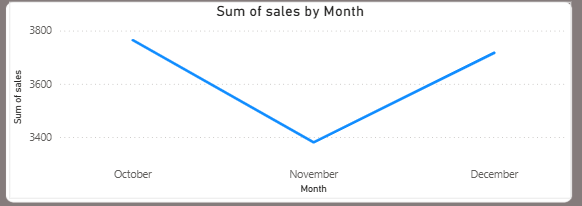 Sum of sales by Month
3800
3600
3400
Sum of sales
October November December
Month